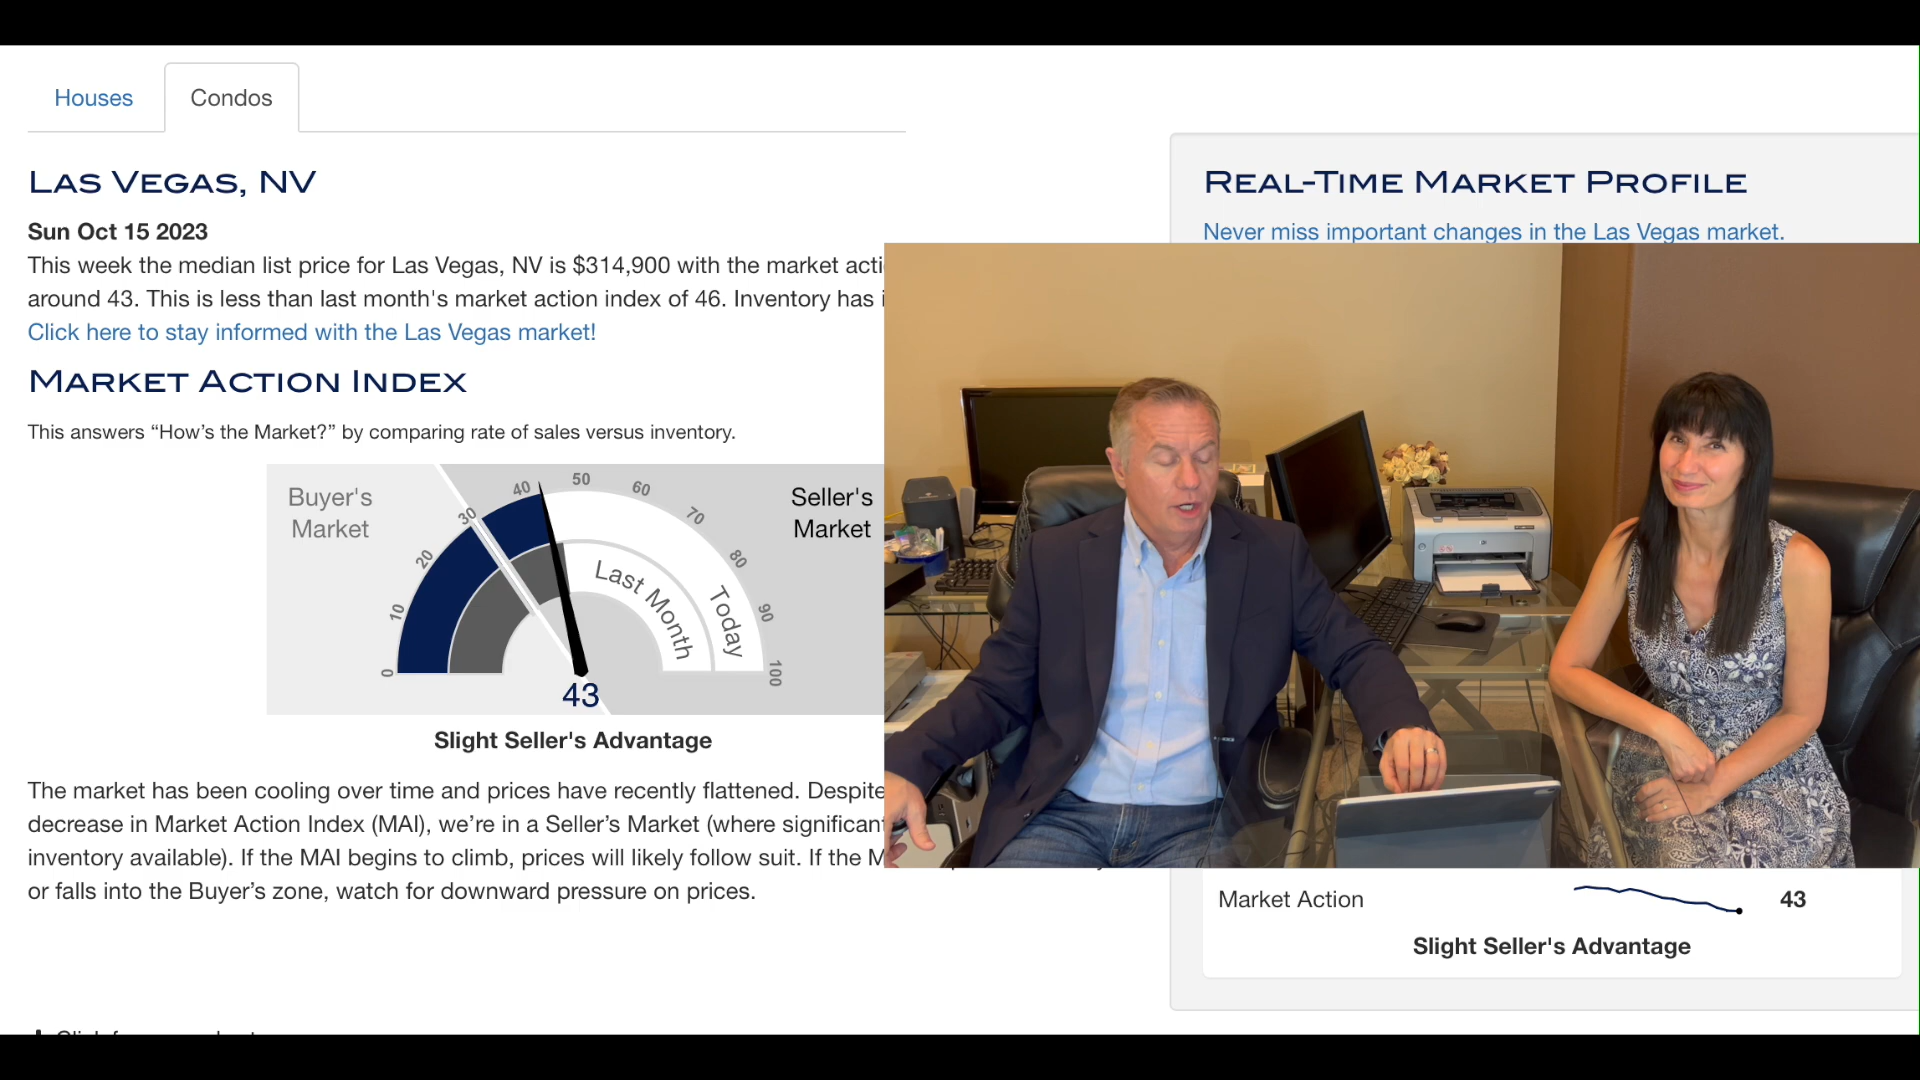 Houses
Condos
LAS VEGAS, NV
Sun Oct 15 2023
This week the median list price for Las Vegas, NV is $314,900 with the market acti
around 43. This is less than last month's market action index of 46. Inventory has i
Click here to stay informed with the Las Vegas market!
MARKET ACTION INDEX
This answers “How’s the Market?” by comparing rate of sales versus inventory.
Buyer's
Market
Seller's
Market
0
10
20
30
40
50
60
70
80
90
100
Last Month
Today
43
Slight Seller's Advantage
The market has been cooling over time and prices have recently flattened. Despite
decrease in Market Action Index (MAI), we’re in a Seller’s Market (where significant
inventory available). If the MAI begins to climb, prices will likely follow suit. If the M
or falls into the Buyer’s zone, watch for downward pressure on prices.
REAL-TIME MARKET PROFILE
Never miss important changes in the Las Vegas market.
Market Action
43
Slight Seller's Advantage